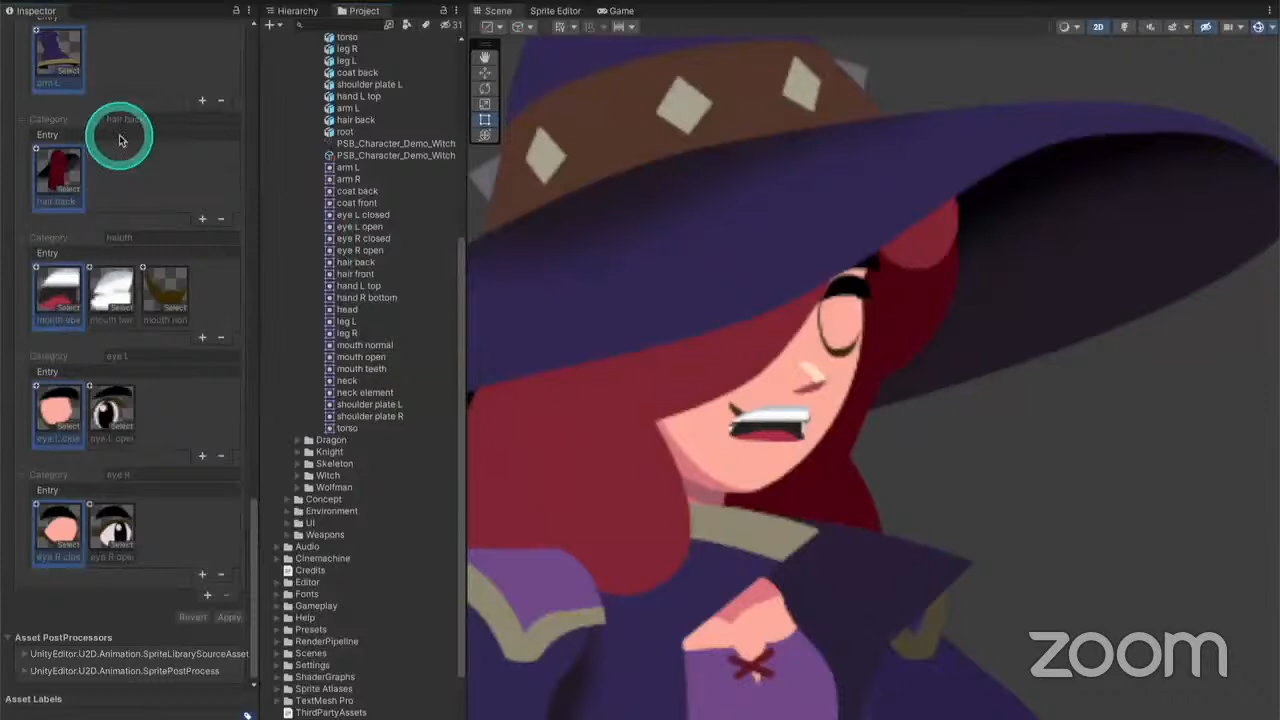 Inspector
Select
arm L
Category
hair back
Entry
Select
hair back
Category
mouth
Entry
Select
Select
Select
Category
eye L
Entry
Select
Select
Category
eye R
Entry
Select
Select
Revert
Apply
Asset PostProcessors
UnityEditor.U2D.Animation.SpriteLibrarySourceAsset
UnityEditor.U2D.Animation.SpritePostProcess
Asset Labels
Hierarchy
Project
31
torso
leg R
leg L
coat back
shoulder plate L
hand L top
arm L
hair back
root
PSB_Character_Demo_Witch
PSB_Character_Demo_Witch
arm L
arm R
coat back
coat front
eye L closed
eye L open
eye R closed
eye R open
hair back
hair front
hand L top
hand R bottom
head
leg L
leg R
mouth normal
mouth open
mouth teeth
neck
neck element
shoulder plate L
shoulder plate R
torso
Dragon
Knight
Skeleton
Witch
Wolfman
Concept
Environment
UI
Weapons
Audio
Cinemachine
Credits
Editor
Fonts
Gameplay
Help
Presets
RenderPipeline
Scenes
Settings
ShaderGraphs
Sprite Atlases
TextMesh Pro
ThirdPartyAssets
Scene
Sprite Editor
Game
2D
zoom